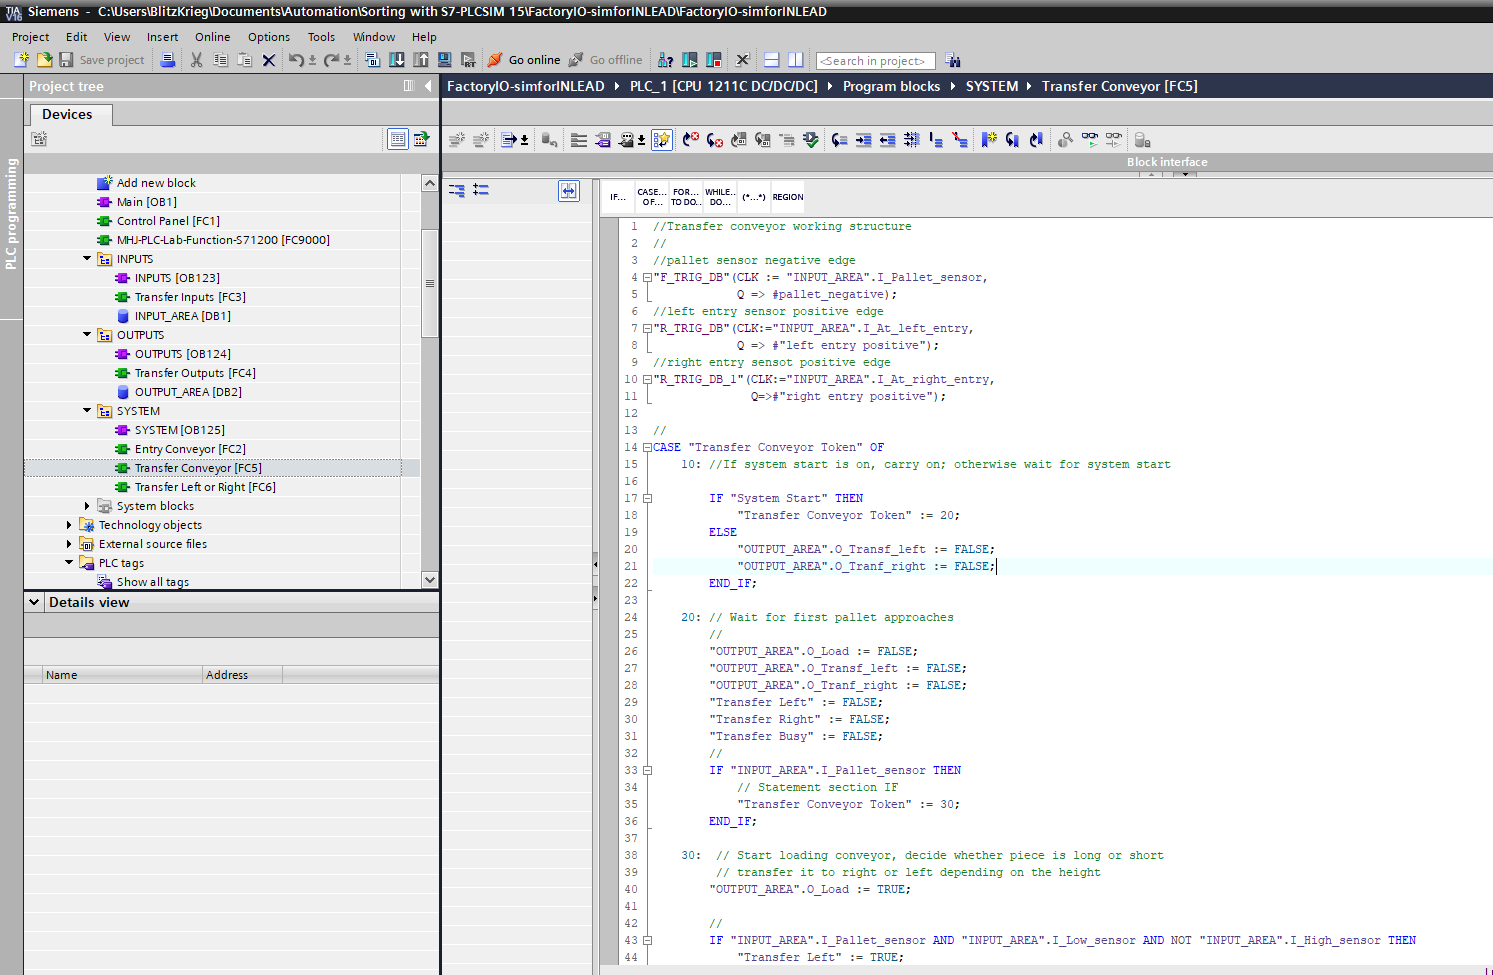 Siemens - C:\Users\BlitzKrieg\Documents\Automation\Sorting with S7-PLCSIM 15\FactoryIO-simforINLEAD\FactoryIO-simforINLEAD
Project Edit View Insert Online Options Tools Window Help
Save project Go online Go offline <Search in project>
Project tree
FactoryIO-simforINLEAD PLC_1 [CPU 1211C DC/DC/DC] Program blocks SYSTEM Transfer Conveyor [FC5]
Devices
PLC programming
Block interface
Add new block
Main [OB1]
Control Panel [FC1]
MHJ-PLC-Lab-Function-S71200 [FC9000]
INPUTS
INPUTS [OB123]
Transfer Inputs [FC3]
INPUT_AREA [DB1]
OUTPUTS
OUTPUTS [OB124]
Transfer Outputs [FC4]
OUTPUT_AREA [DB2]
SYSTEM
SYSTEM [OB125]
Entry Conveyor [FC2]
Transfer Conveyor [FC5]
Transfer Left or Right [FC6]
System blocks
Technology objects
External source files
PLC tags
Show all tags
Details view
Name Address
IF... CASE... OF... FOR... TO DO.. WHILE.. DO... (*...*) REGION
1 //Transfer conveyor working structure
2 //
3 //pallet sensor negative edge
4 "F_TRIG_DB"(CLK := "INPUT_AREA".I_Pallet_sensor,
5 Q => #pallet_negative);
6 //left entry sensor positive edge
7 "R_TRIG_DB"(CLK:="INPUT_AREA".I_At_left_entry,
8 Q => #"left entry positive");
9 //right entry sensot positive edge
10 "R_TRIG_DB_1"(CLK:="INPUT_AREA".I_At_right_entry,
11 Q=>#"right entry positive");
12
13 //
14 CASE "Transfer Conveyor Token" OF
15 10: //If system start is on, carry on; otherwise wait for system start
16
17 IF "System Start" THEN
18 "Transfer Conveyor Token" := 20;
19 ELSE
20 "OUTPUT_AREA".O_Transf_left := FALSE;
21 "OUTPUT_AREA".O_Tranf_right := FALSE;
22 END_IF;
23
24 20: // Wait for first pallet approaches
25 //
26 "OUTPUT_AREA".O_Load := FALSE;
27 "OUTPUT_AREA".O_Transf_left := FALSE;
28 "OUTPUT_AREA".O_Tranf_right := FALSE;
29 "Transfer Left" := FALSE;
30 "Transfer Right" := FALSE;
31 "Transfer Busy" := FALSE;
32 //
33 IF "INPUT_AREA".I_Pallet_sensor THEN
34 // Statement section IF
35 "Transfer Conveyor Token" := 30;
36 END_IF;
37
38 30: // Start loading conveyor, decide whether piece is long or short
39 // transfer it to right or left depending on the height
40 "OUTPUT_AREA".O_Load := TRUE;
41
42 //
43 IF "INPUT_AREA".I_Pallet_sensor AND "INPUT_AREA".I_Low_sensor AND NOT "INPUT_AREA".I_High_sensor THEN
44 "Transfer Left" := TRUE;